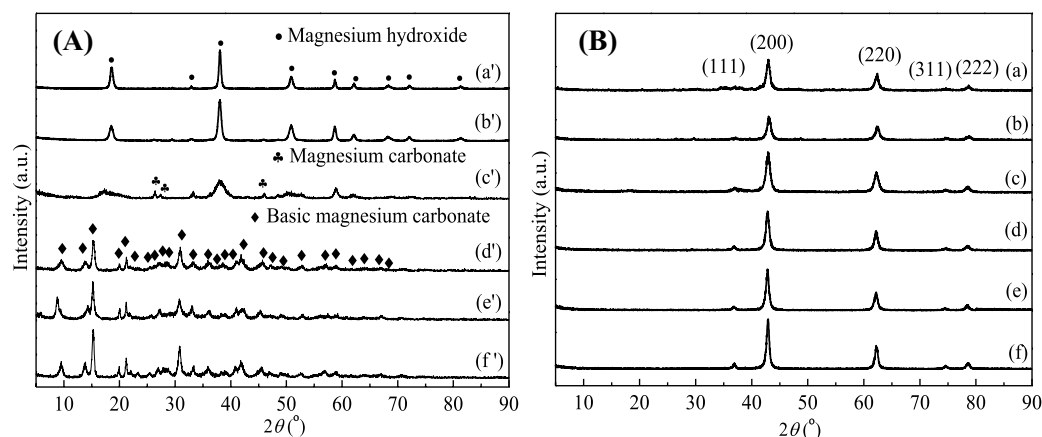 (A)
● Magnesium hydroxide
(a')
(b')
♣ Magnesium carbonate
(c')
♦ Basic magnesium carbonate
(d')
(e')
(f')
Intensity (a.u.)
10 20 30 40 50 60 70 80 90
2θ(°)
(B)
(111) (200) (220) (311) (222)
(a)
(b)
(c)
(d)
(e)
(f)
Intensity (a.u.)
10 20 30 40 50 60 70 80 90
2θ(°)